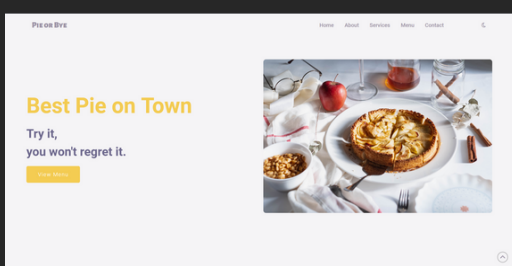 PIE OR BYE
Home About Services Menu Contact
Best Pie on Town
Try it,
you won't regret it.
View Menu